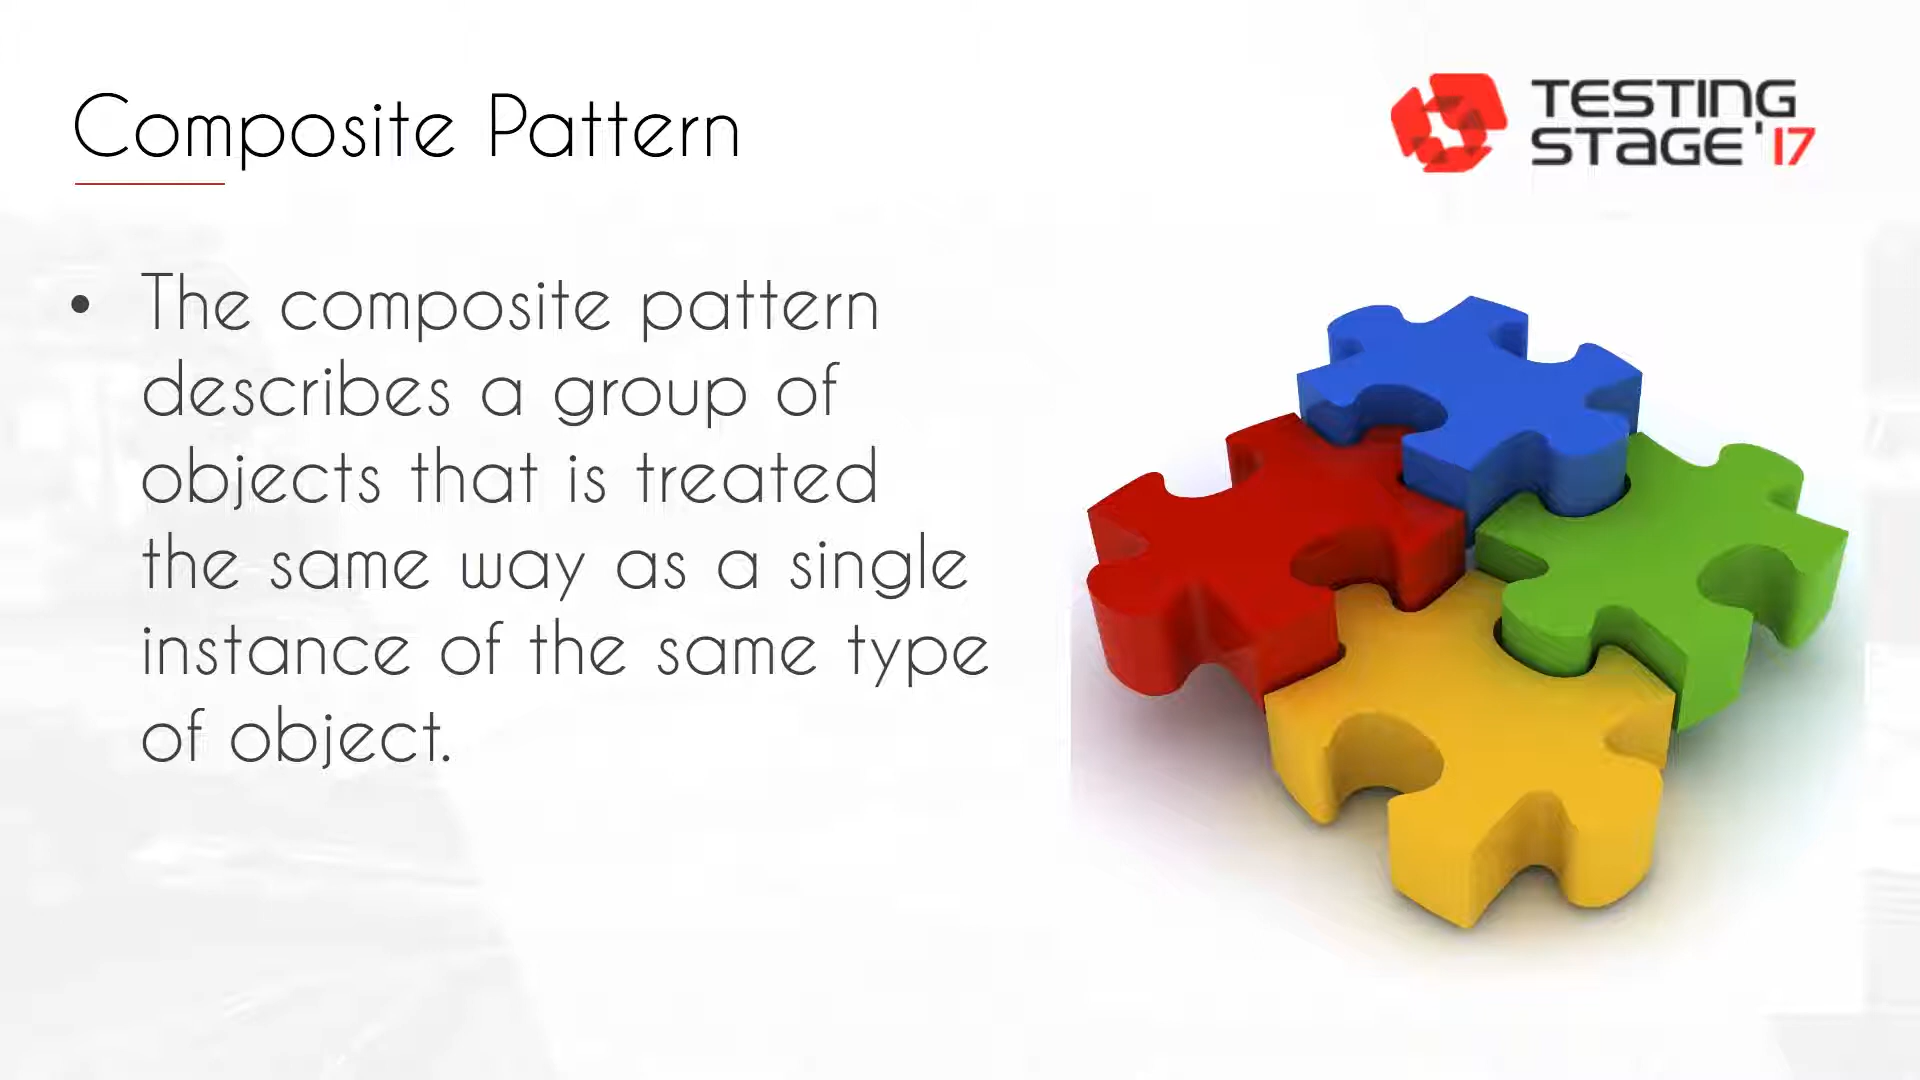 Composite Pattern
TESTING
STAGE'17
• The composite pattern
describes a group of
objects that is treated
the same way as a single
instance of the same type
of object.